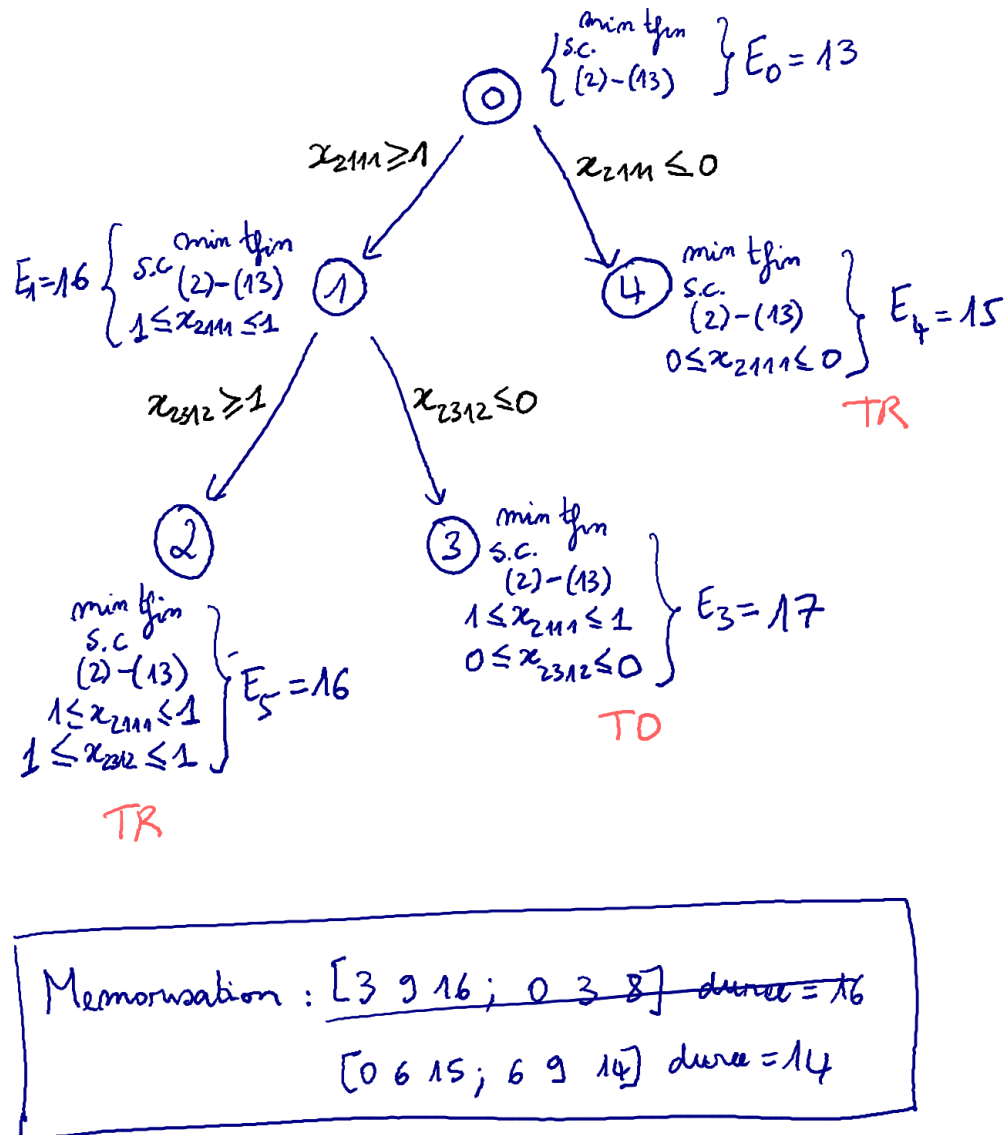 min tfin
s.c.
(2)-(13)
E₀ = 13
0
x₂₁₁₁ ≥ 1
x₂₁₁₁ ≤ 0
E₁=16
min tfin
s.c
(2)-(13)
1 ≤ x₂₁₁₁ ≤ 1
1
4
min tfin
s.c.
(2)-(13)
0 ≤ x₂₁₁₁ ≤ 0
E₄ = 15
TR
x₂₃₁₂ ≥ 1
x₂₃₁₂ ≤ 0
2
3
min tfin
s.c.
(2)-(13)
1 ≤ x₂₁₁₁ ≤ 1
0 ≤ x₂₃₁₂ ≤ 0
E₃ = 17
TO
min tfin
s.c
(2)-(13)
1 ≤ x₂₁₁₁ ≤ 1
1 ≤ x₂₃₁₂ ≤ 1
E₅ = 16
TR
Memorisation : [3 9 16 ; 0 3 8] duree = 16
[0 6 15 ; 6 9 14] duree = 14